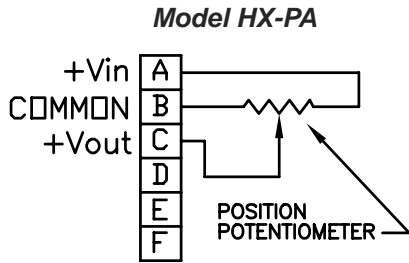 Model HX-PA
+Vin A
COMMON B
+Vout C
D
E
F
POSITION
POTENTIOMETER